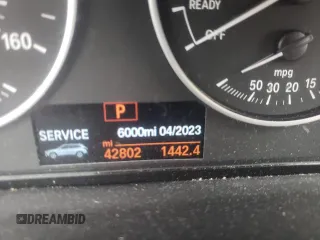 READY
OFF
160
50 30 20 15
mpg
P
SERVICE 6000mi 04/2023
mi
42802 1442.4
DREAMBID